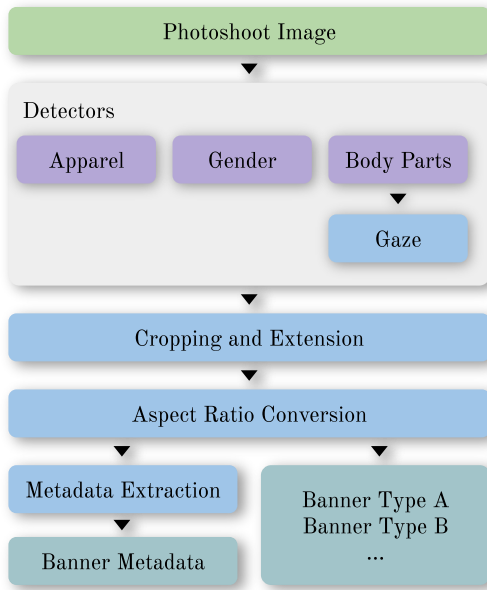 Photoshoot Image
Detectors
Apparel
Gender
Body Parts
Gaze
Cropping and Extension
Aspect Ratio Conversion
Metadata Extraction
Banner Metadata
Banner Type A
Banner Type B
...